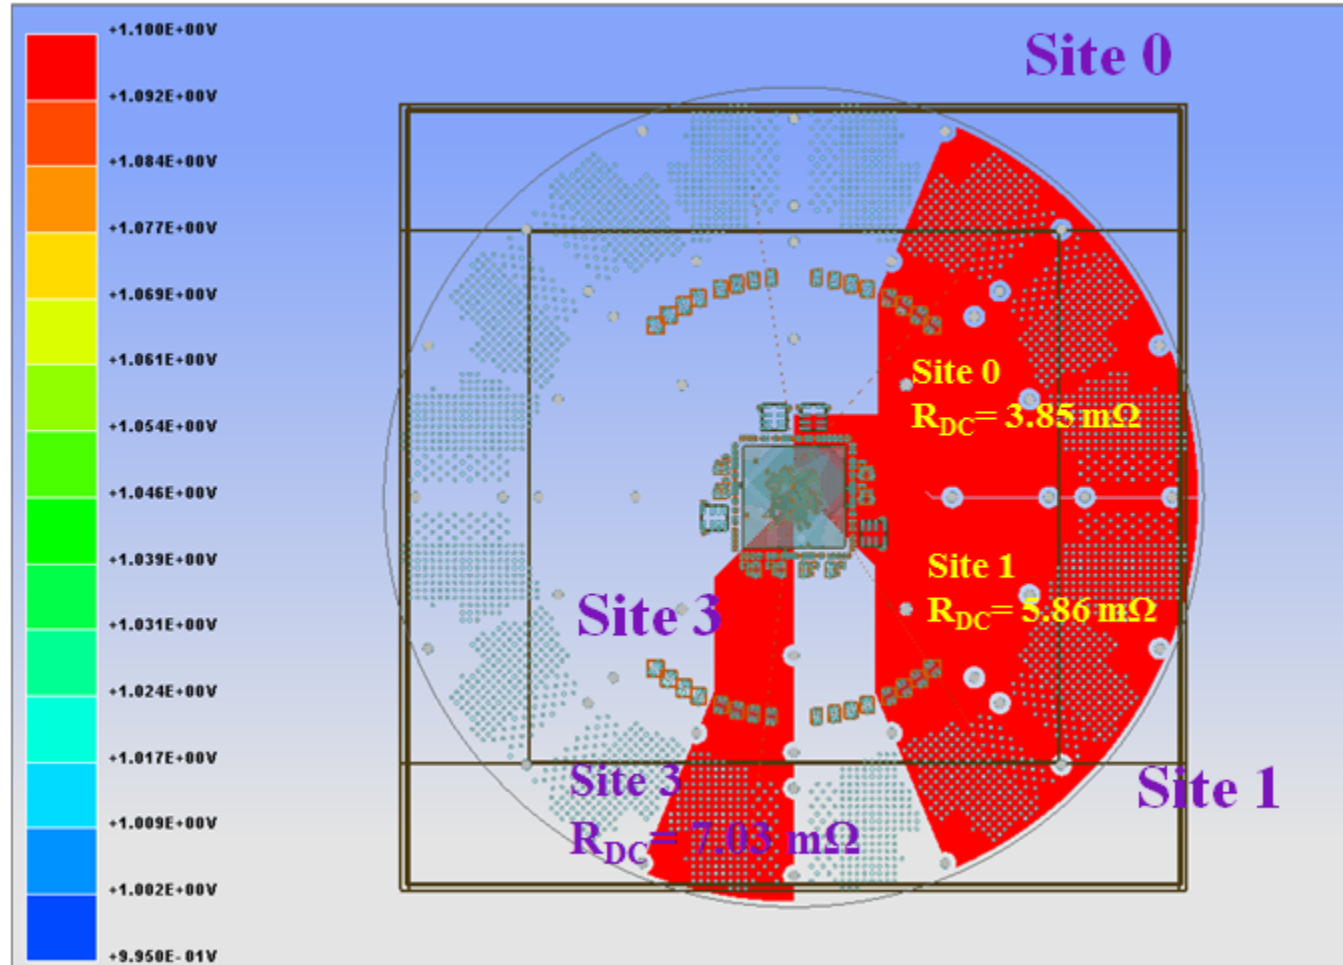 +1.100E+00V
+1.092E+00V
+1.084E+00V
+1.077E+00V
+1.069E+00V
+1.061E+00V
+1.054E+00V
+1.046E+00V
+1.039E+00V
+1.031E+00V
+1.024E+00V
+1.017E+00V
+1.009E+00V
+1.002E+00V
+9.950E-01V
Site 0
Site 0
R_DC= 3.85 mΩ
Site 1
R_DC= 5.86 mΩ
Site 3
Site 3
R_DC= 7.03 mΩ
Site 1